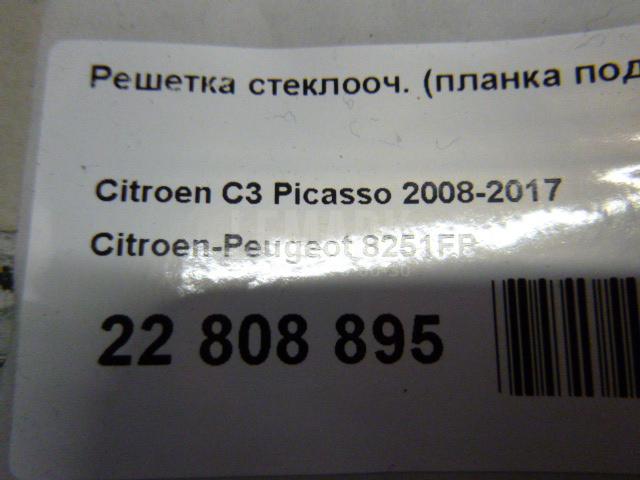 Решетка стеклооч. (планка под
Citroen C3 Picasso 2008-2017
Citroen-Peugeot 8251FP
22 808 895